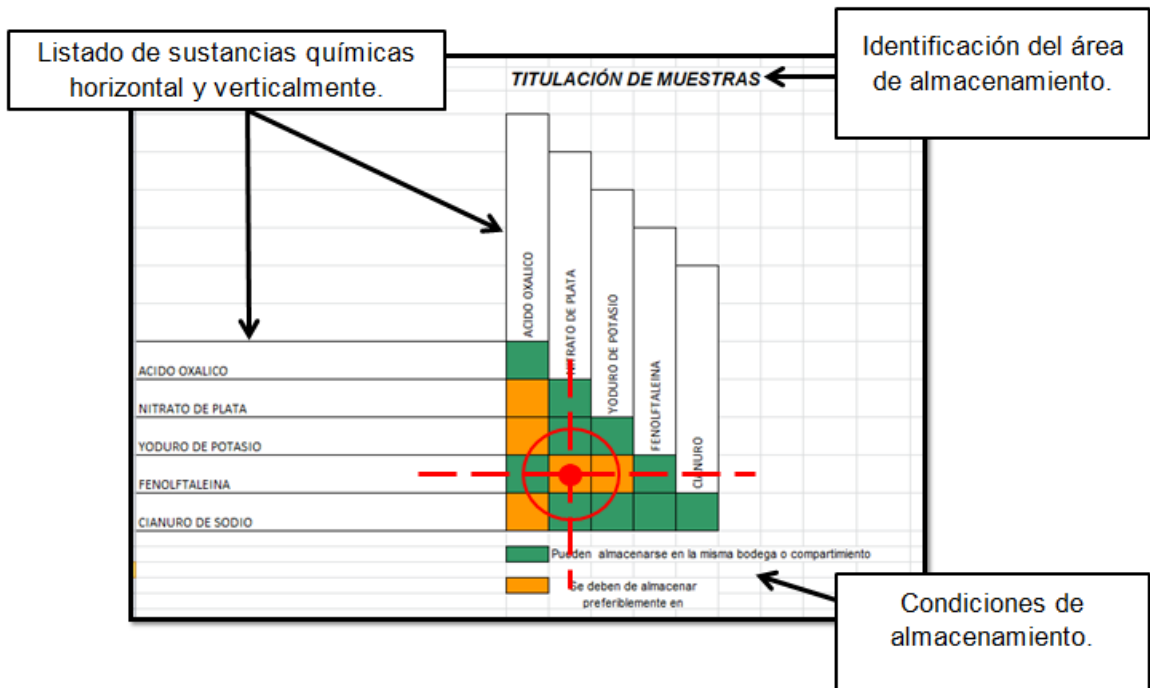 Listado de sustancias químicas
horizontal y verticalmente.
Identificación del área
de almacenamiento.
TITULACIÓN DE MUESTRAS
ACIDO OXALICO
NITRATO DE PLATA
YODURO DE POTASIO
FENOLFTALEINA
CIANURO
ACIDO OXALICO
NITRATO DE PLATA
YODURO DE POTASIO
FENOLFTALEINA
CIANURO DE SODIO
Pueden almacenarse en la misma bodega o compartimiento
Se deben de almacenar
preferiblemente en
Condiciones de
almacenamiento.